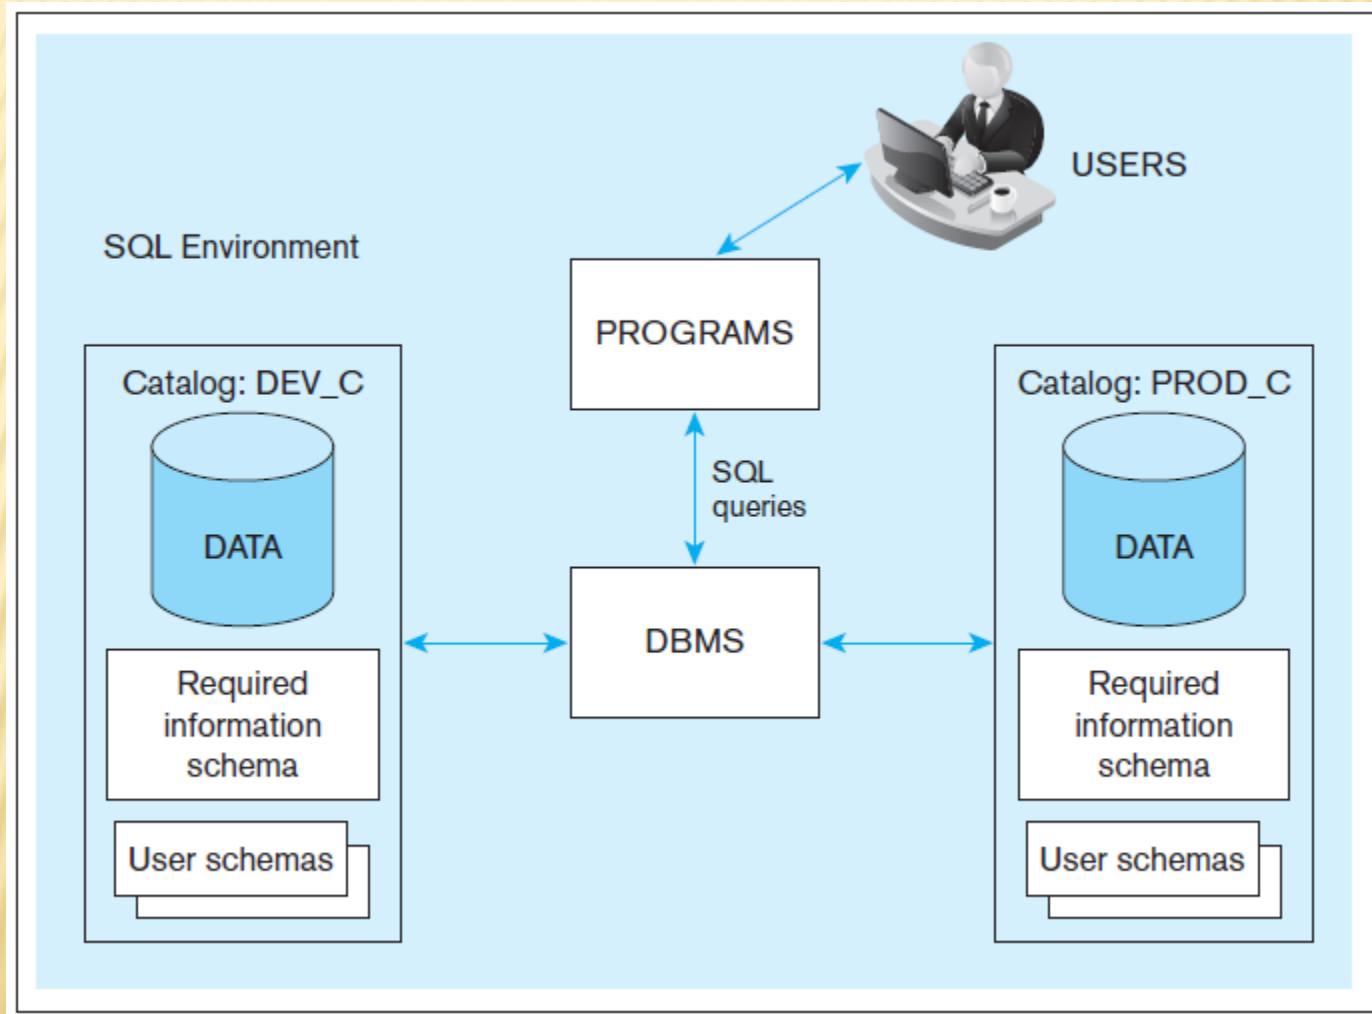 USERS
SQL Environment
PROGRAMS
Catalog: DEV_C
Catalog: PROD_C
SQL
queries
DATA
DATA
DBMS
Required
information
schema
Required
information
schema
User schemas
User schemas